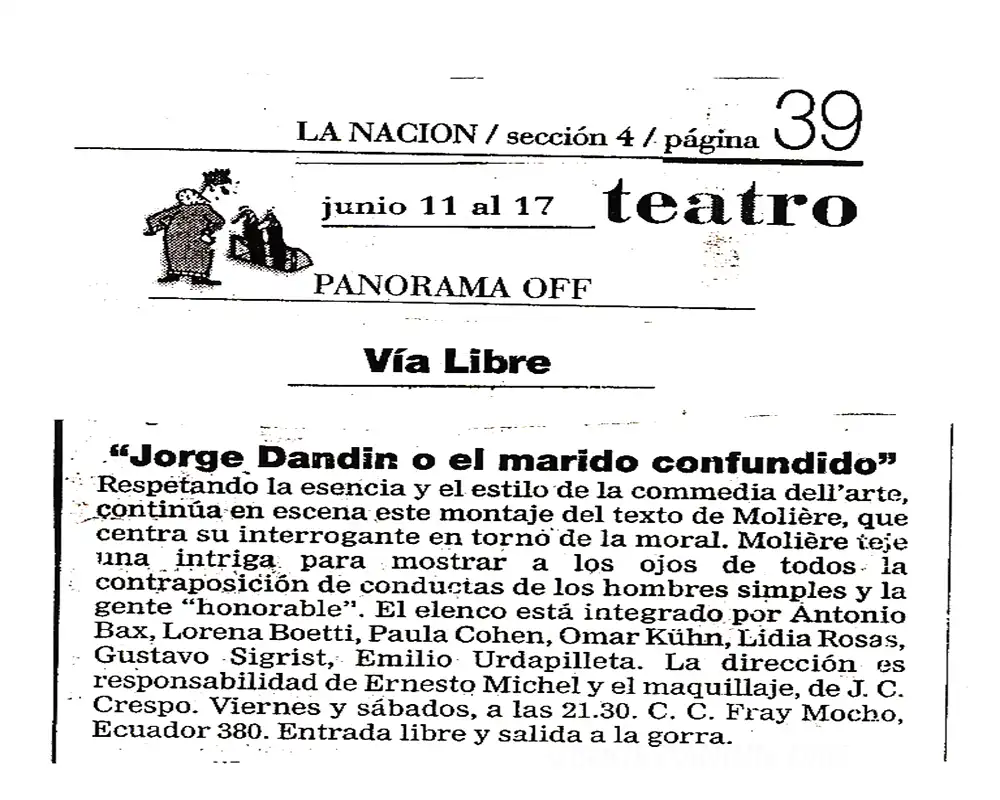 LA NACION / sección 4 / página 39
junio 11 al 17 teatro
PANORAMA OFF
Vía Libre
“Jorge Dandin o el marido confundido”
Respetando la esencia y el estilo de la commedia dell’arte,
continúa en escena este montaje del texto de Molière, que
centra su interrogante en torno de la moral. Molière teje
una intriga para mostrar a los ojos de todos la
contraposición de conductas de los hombres simples y la
gente “honorable”. El elenco está integrado por Antonio
Bax, Lorena Boetti, Paula Cohen, Omar Kühn, Lidia Rosas,
Gustavo Sigrist, Emilio Urdapilleta. La dirección es
responsabilidad de Ernesto Michel y el maquillaje, de J. C.
Crespo. Viernes y sábados, a las 21.30. C. C. Fray Mocho,
Ecuador 380. Entrada libre y salida a la gorra.